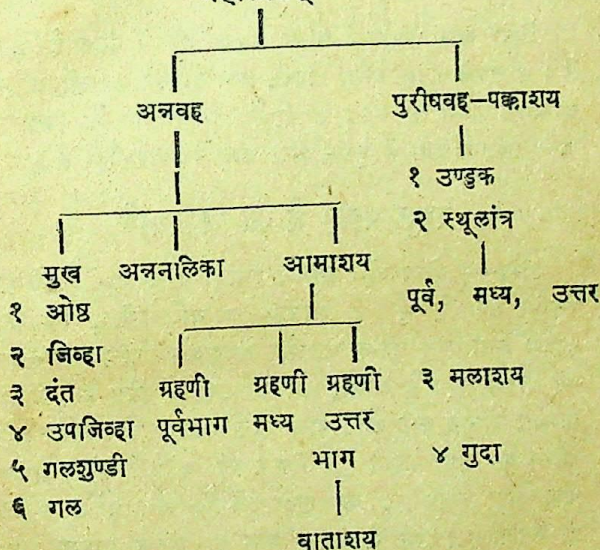 अन्नवह पुरीषवह–पक्वाशय
१ उण्डुक
२ स्थूलांत्र
मुख अन्ननालिका आमाशय
पूर्व, मध्य, उत्तर
१ ओष्ठ
२ जिव्हा
३ दंत ग्रहणी ग्रहणी ग्रहणी ३ मलाशय
४ उपजिव्हा पूर्वभाग मध्य उत्तर
५ गलशुण्डी भाग ४ गुदा
६ गल
वाताशय